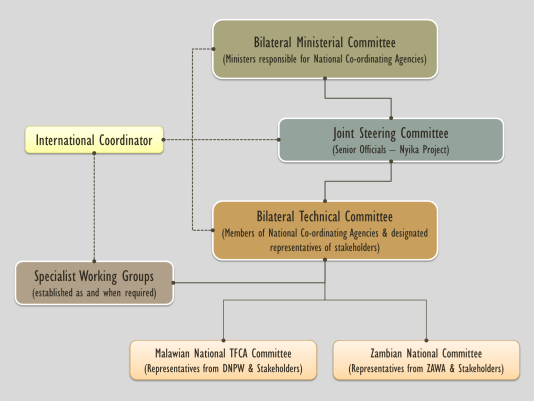 Bilateral Ministerial Committee
(Ministers responsible for National Co-ordinating Agencies)
International Coordinator
Joint Steering Committee
(Senior Officials – Nyika Project)
Bilateral Technical Committee
(Members of National Co-ordinating Agencies & designated
representatives of stakeholders)
Specialist Working Groups
(established as and when required)
Malawian National TFCA Committee
(Representatives from DNPW & Stakeholders)
Zambian National Committee
(Representatives from ZAWA & Stakeholders)